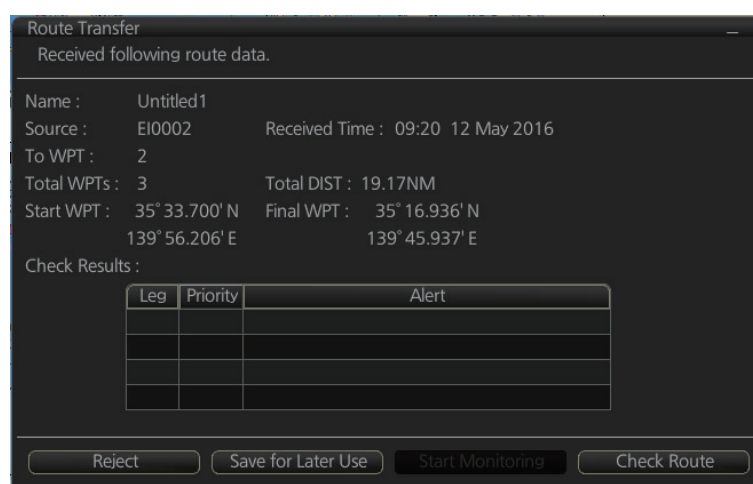 Route Transfer
Received following route data.
Name : Untitled1
Source : EI0002 Received Time : 09:20 12 May 2016
To WPT : 2
Total WPTs : 3 Total DIST : 19.17NM
Start WPT : 35°33.700' N Final WPT : 35°16.936' N
139°56.206' E 139°45.937' E
Check Results :
Leg Priority Alert
Reject Save for Later Use Start Monitoring Check Route